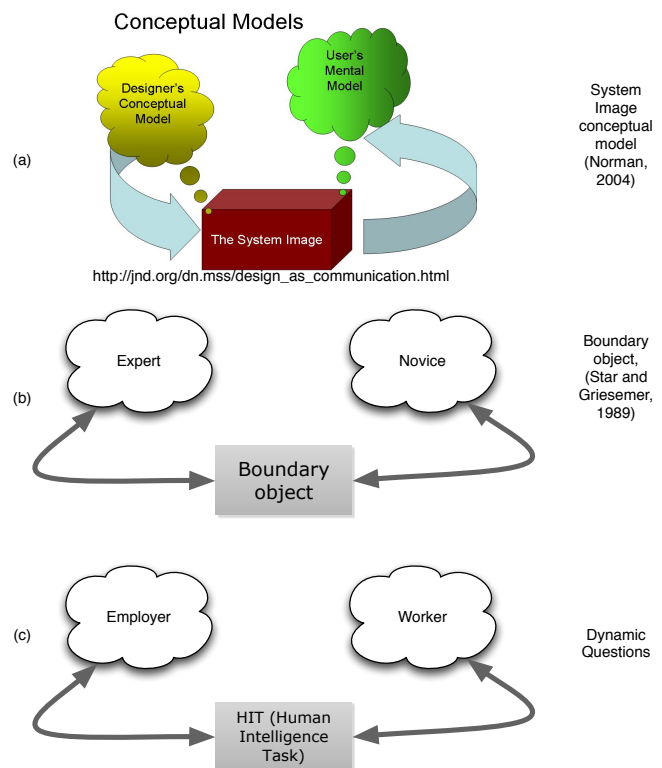 Conceptual Models
Designer's
Conceptual
Model
User's
Mental
Model
System
Image
conceptual
model
(Norman,
2004)
(a)
The System Image
http://jnd.org/dn.mss/design_as_communication.html
Expert
Novice
Boundary
object,
(Star and
Griesemer,
1989)
(b)
Boundary
object
Employer
Worker
(c)
Dynamic
Questions
HIT (Human
Intelligence
Task)